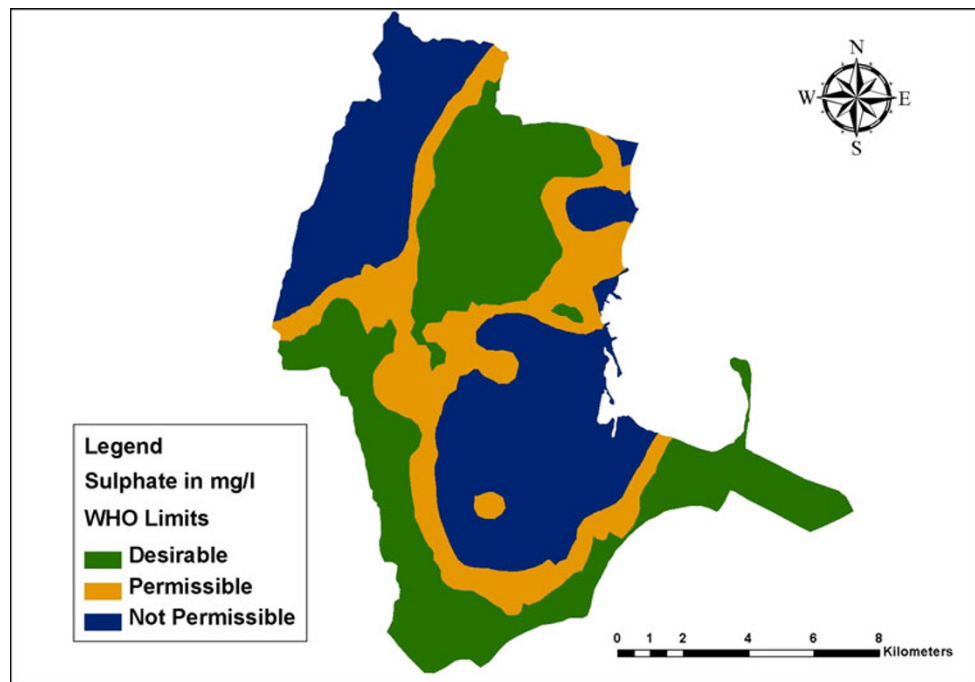 N
W E
S
Legend
Sulphate in mg/l
WHO Limits
Desirable
Permissible
Not Permissible
0 1 2 4 6 8
Kilometers